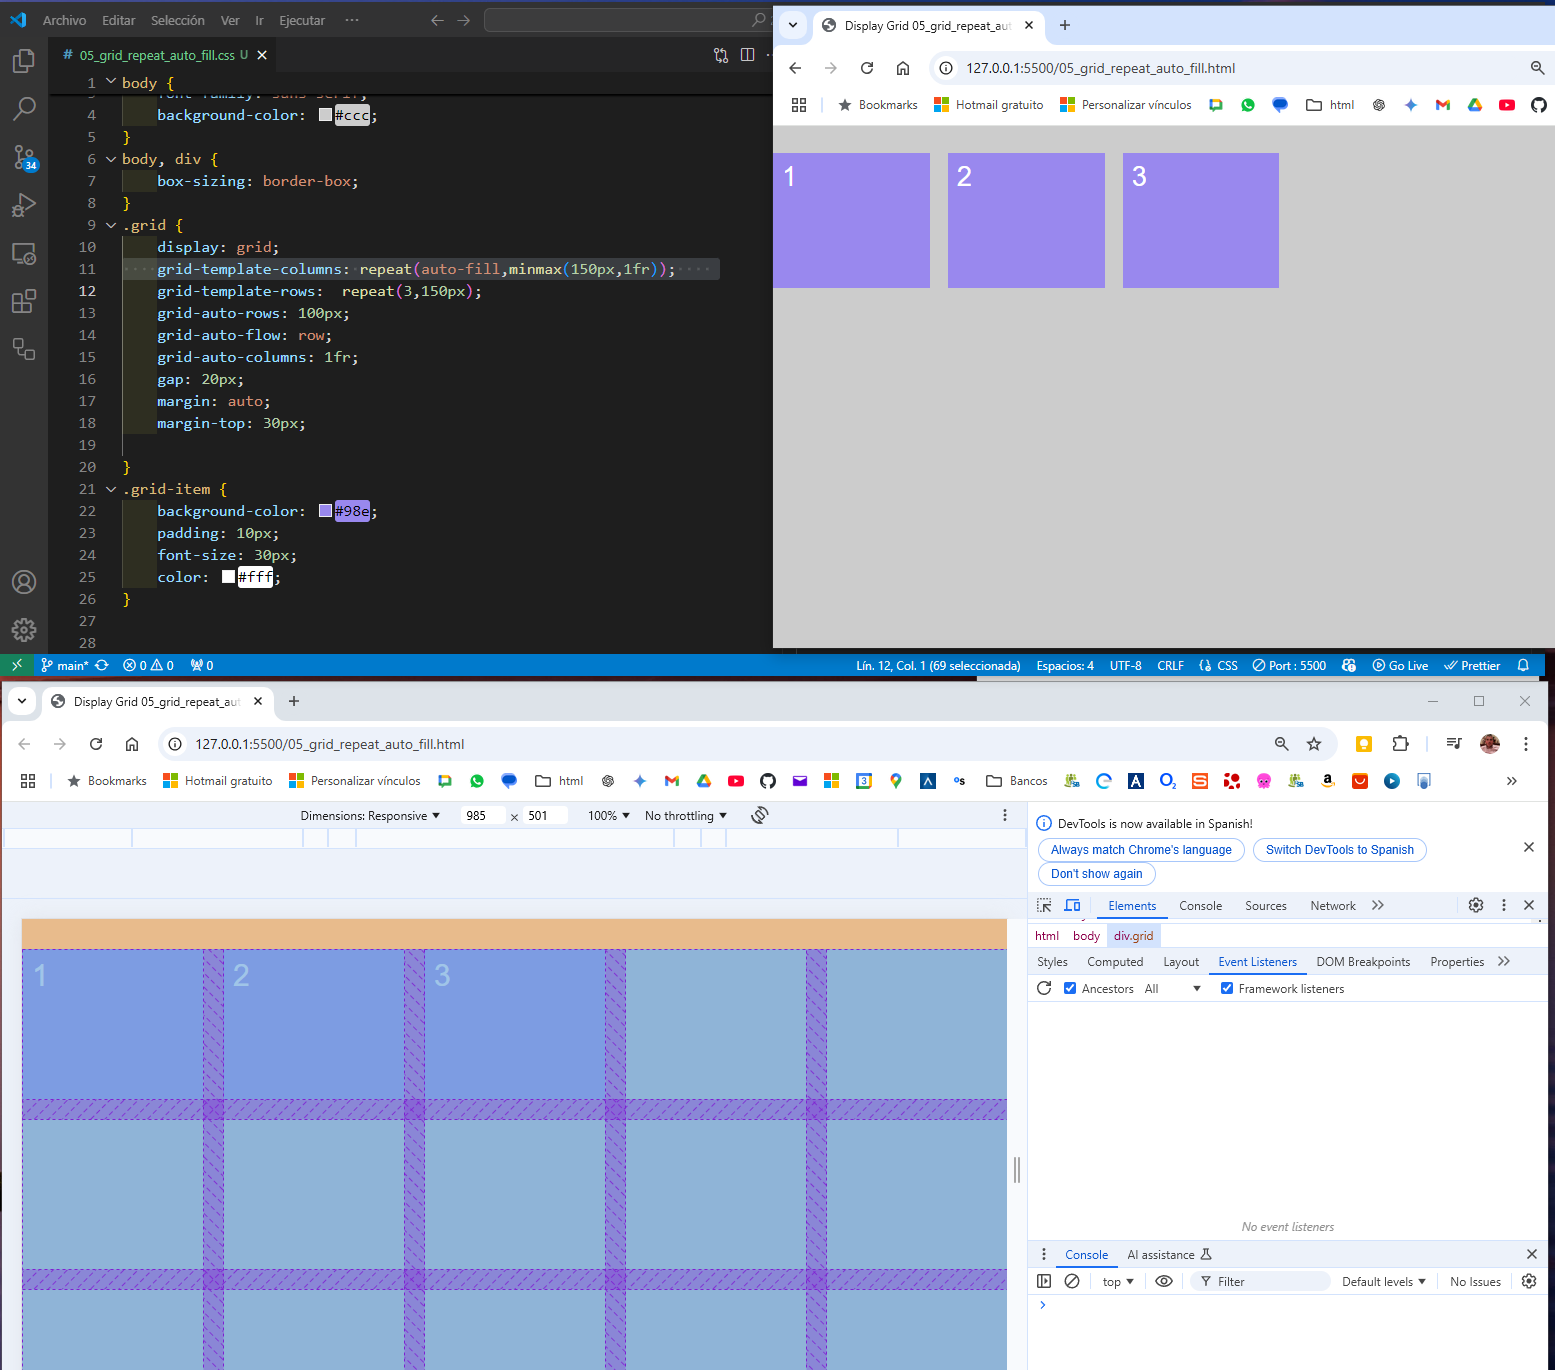 Archivo Editar Selección Ver Ir Ejecutar ···
# 05_grid_repeat_auto_fill.css U
1 body {
font-family: sans-serif;
4 background-color: #ccc;
5 }
6 body, div {
7 box-sizing: border-box;
8 }
9 .grid {
10 display: grid;
11 grid-template-columns: repeat(auto-fill,minmax(150px,1fr));
12 grid-template-rows:  repeat(3,150px);
13 grid-auto-rows: 100px;
14 grid-auto-flow: row;
15 grid-auto-columns: 1fr;
16 gap: 20px;
17 margin: auto;
18 margin-top: 30px;
19
20 }
21 .grid-item {
22 background-color: #98e;
23 padding: 10px;
24 font-size: 30px;
25 color: #fff;
26 }
27
28
34
main* 0 0 0 Lín. 12, Col. 1 (69 seleccionada) Espacios: 4 UTF-8 CRLF CSS Port : 5500 Go Live Prettier
Display Grid 05_grid_repeat_aut
127.0.0.1:5500/05_grid_repeat_auto_fill.html
Bookmarks Hotmail gratuito Personalizar vínculos html
1 2 3
Display Grid 05_grid_repeat_aut
127.0.0.1:5500/05_grid_repeat_auto_fill.html
Bookmarks Hotmail gratuito Personalizar vínculos html Bancos »
Dimensions: Responsive 985 × 501 100% No throttling
1 2 3
DevTools is now available in Spanish!
Always match Chrome's language Switch DevTools to Spanish
Don't show again
Elements Console Sources Network
html body div.grid
Styles Computed Layout Event Listeners DOM Breakpoints Properties
Ancestors All Framework listeners
No event listeners
Console AI assistance
top Filter Default levels No Issues